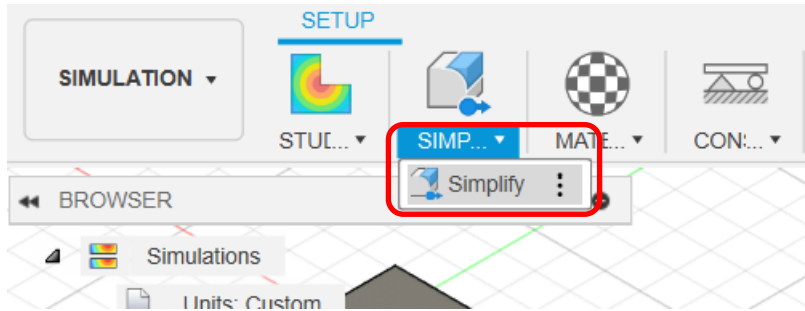 SETUP
SIMULATION
STUD... SIMP... MATE... CON:...
Simplify
BROWSER
Simulations
Units: Custom